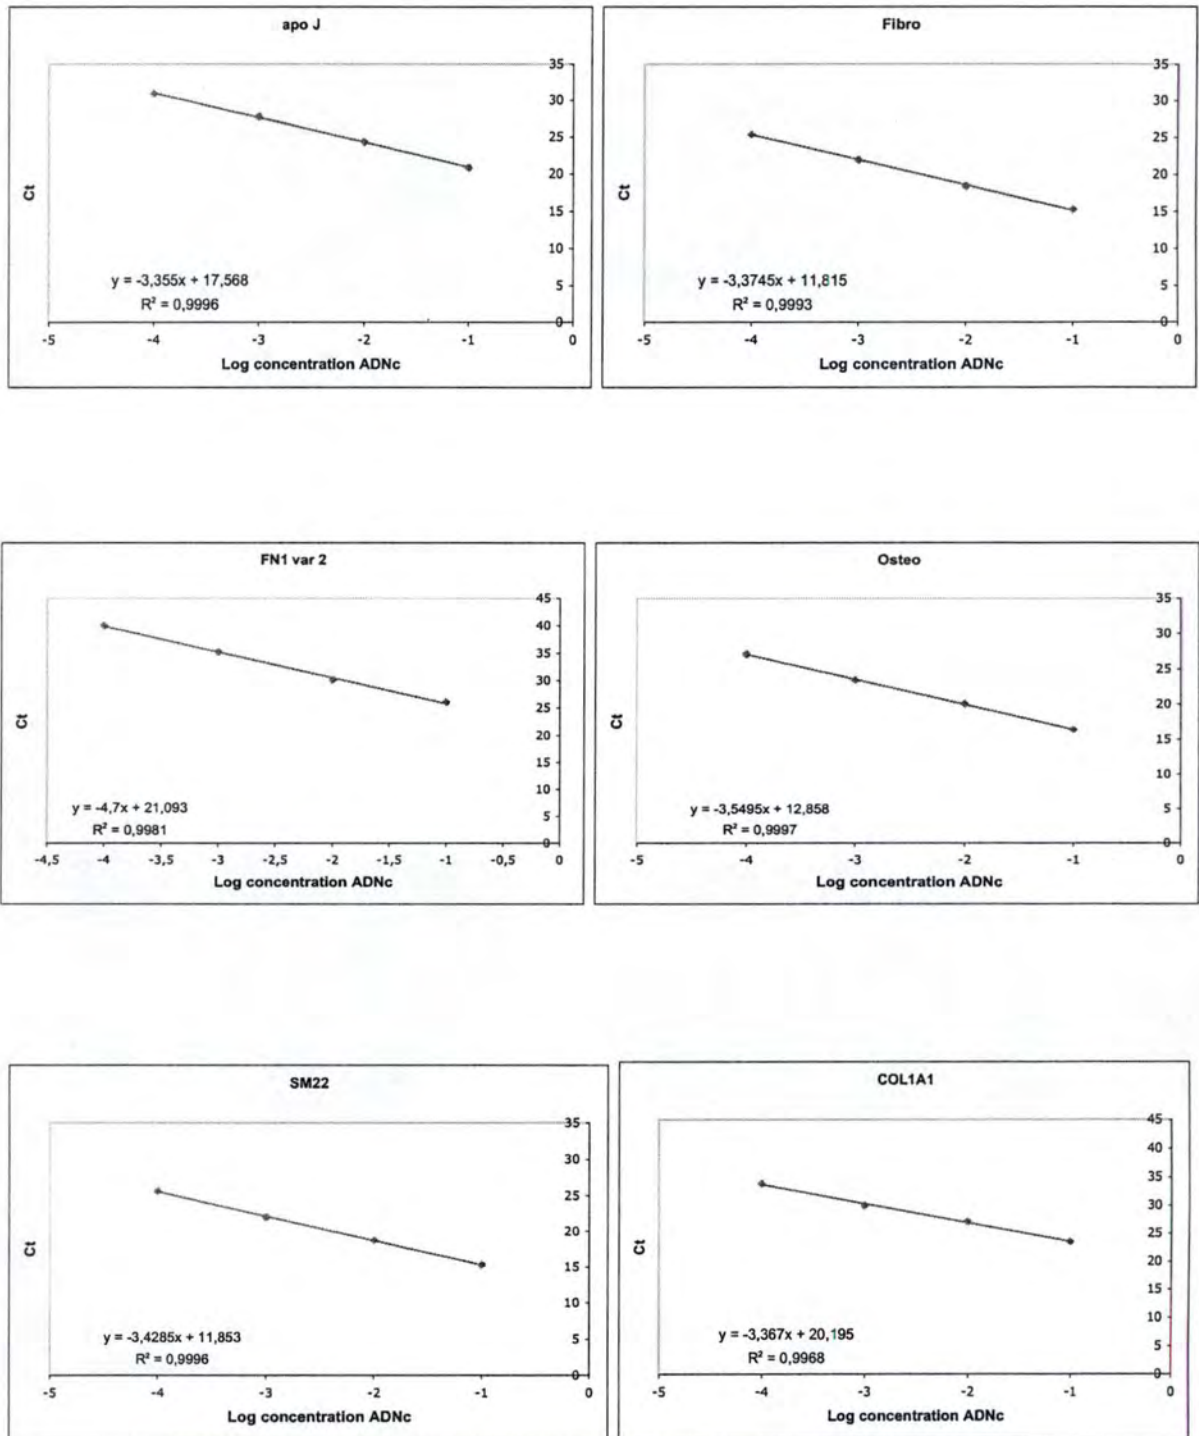 apo J
35
30
25
20
15
10
5
0
Ct
y = -3,355x + 17,568
R² = 0,9996
-5 -4 -3 -2 -1 0
Log concentration ADNc
Fibro
35
30
25
20
15
10
5
0
Ct
y = -3,3745x + 11,815
R² = 0,9993
-5 -4 -3 -2 -1 0
Log concentration ADNc
FN1 var 2
45
40
35
30
25
20
15
10
5
0
Ct
y = -4,7x + 21,093
R² = 0,9981
-4,5 -4 -3,5 -3 -2,5 -2 -1,5 -1 -0,5 0
Log concentration ADNc
Osteo
35
30
25
20
15
10
5
0
Ct
y = -3,5495x + 12,858
R² = 0,9997
-5 -4 -3 -2 -1 0
Log concentration ADNc
SM22
35
30
25
20
15
10
5
0
Ct
y = -3,4285x + 11,853
R² = 0,9996
-5 -4 -3 -2 -1 0
Log concentration ADNc
COL1A1
45
40
35
30
25
20
15
10
5
0
Ct
y = -3,367x + 20,195
R² = 0,9968
-5 -4 -3 -2 -1 0
Log concentration ADNc